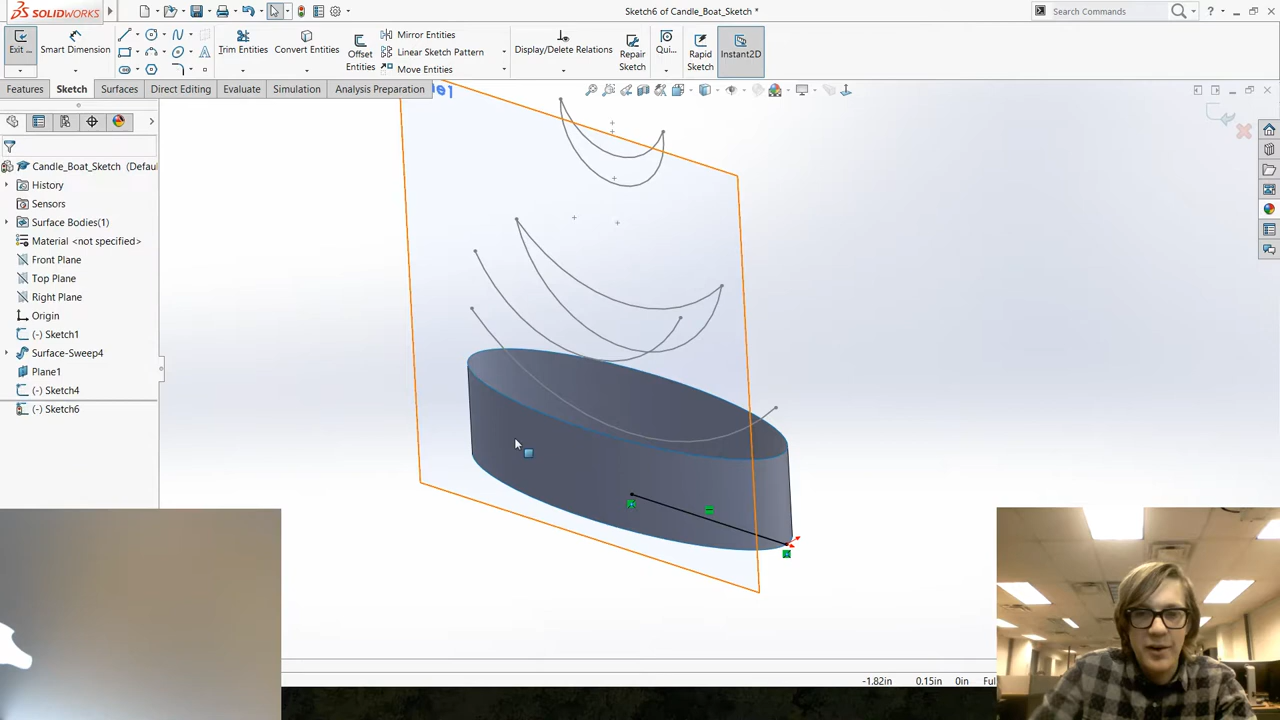 SOLIDWORKS
Sketch6 of Candle_Boat_Sketch *
Search Commands
Exit ...
Smart Dimension
Trim Entities
Convert Entities
Offset Entities
Mirror Entities
Linear Sketch Pattern
Move Entities
Display/Delete Relations
Repair Sketch
Qui...
Rapid Sketch
Instant2D
Features
Sketch
Surfaces
Direct Editing
Evaluate
Simulation
Analysis Preparation
Candle_Boat_Sketch (Defau
History
Sensors
Surface Bodies(1)
Material <not specified>
Front Plane
Top Plane
Right Plane
Origin
(-) Sketch1
Surface-Sweep4
Plane1
(-) Sketch4
(-) Sketch6
-1.82in
0.15in
0in
Ful